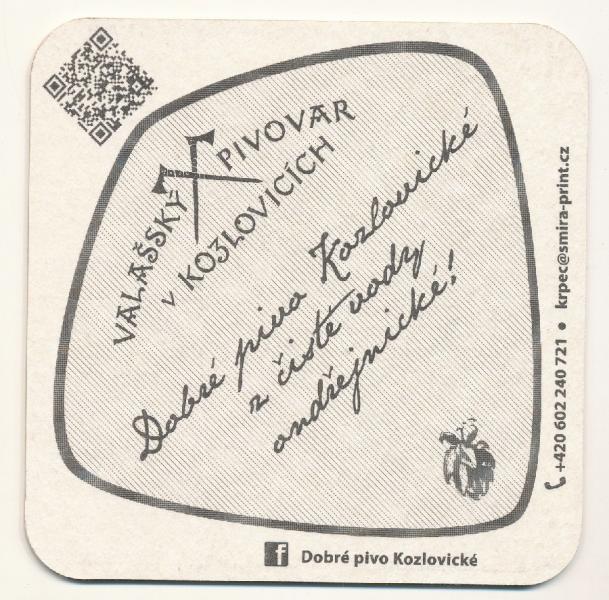 VALAŠSKÝ PIVOVAR
v KOZLOVICÍCH
Dobré pivo Kozlovické
z čisté vody
ondřejnické!
+420 602 240 721 • krpec@smira-print.cz
f Dobré pivo Kozlovické